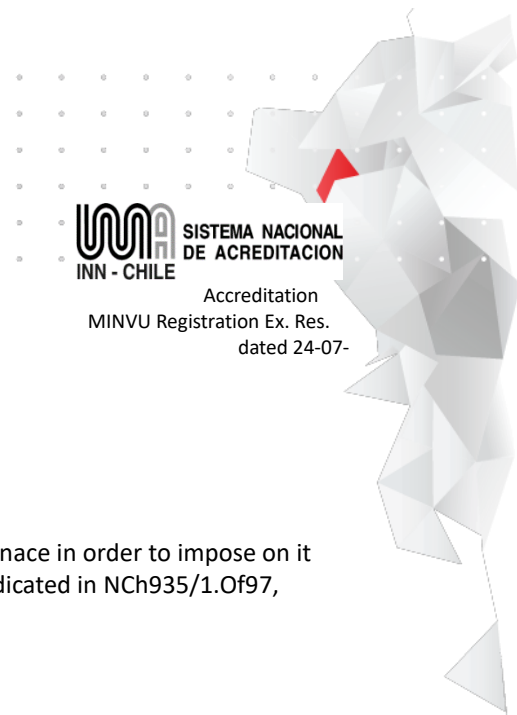 SISTEMA NACIONAL
DE ACREDITACION
INN - CHILE
Accreditation
MINVU Registration Ex. Res.
dated 24-07-
nace in order to impose on it
dicated in NCh935/1.Of97,